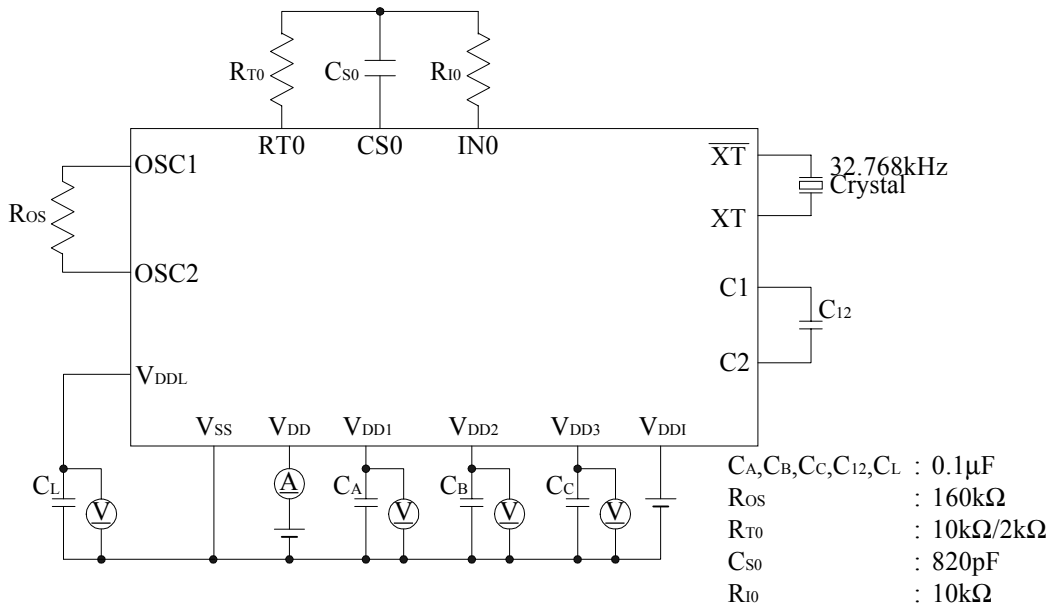 RT0 CS0 RI0
RT0 CS0 IN0
OSC1
XT
32.768kHz
Crystal
ROS
XT
OSC2
C1
C12
C2
VDDL
VSS VDD VDD1 VDD2 VDD3 VDDI
CL V A CA V CB V CC V
CA,CB,CC,C12,CL : 0.1µF
ROS : 160kΩ
RT0 : 10kΩ/2kΩ
CS0 : 820pF
RI0 : 10kΩ